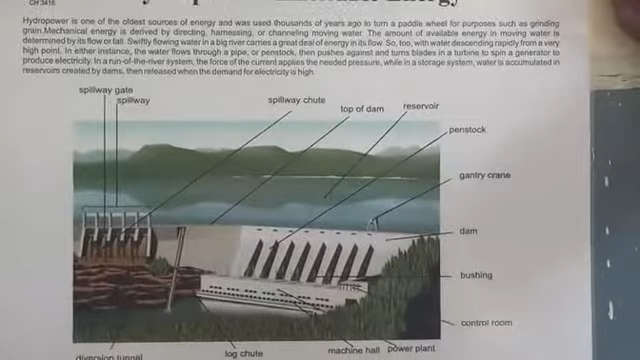 CH 3416
Energy
Hydropower is one of the oldest sources of energy and was used thousands of years ago to turn a paddle wheel for purposes such as grinding
grain.Mechanical energy is derived by directing, harnessing, or channeling moving water. The amount of available energy in moving water is
determined by its flow or fall. Swiftly flowing water in a big river carries a great deal of energy in its flow. So, too, with water descending rapidly from a very
high point. In either instance, the water flows through a pipe, or penstock, then pushes against and turns blades in a turbine to spin a generator to
produce electricity. In a run-of-the-river system, the force of the current applies the needed pressure, while in a storage system, water is accumulated in
reservoirs created by dams, then released when the demand for electricity is high.
spillway gate
spillway
spillway chute
top of dam
reservoir
penstock
gantry crane
dam
bushing
control room
diversion tunnel
log chute
machine hall
power plant